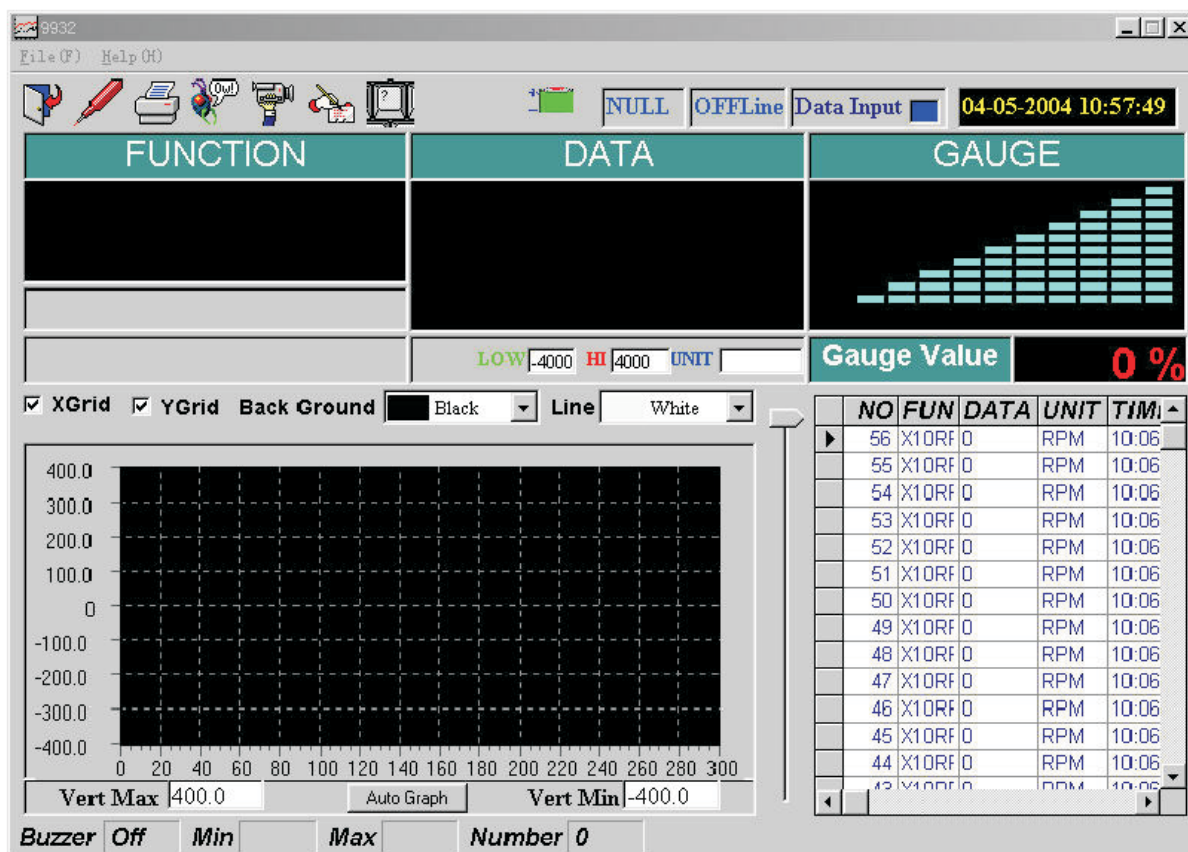 9932
File(F) Help(H)
Ow!
?
NULL OFFLine Data Input 04-05-2004 10:57:49
FUNCTION DATA GAUGE
LOW -4000 HI 4000 UNIT
Gauge Value 0 %
XGrid YGrid Back Ground Black Line White
NO FUN DATA UNIT TIM
56 X10RF 0 RPM 10:06
55 X10RF 0 RPM 10:06
54 X10RF 0 RPM 10:06
53 X10RF 0 RPM 10:06
52 X10RF 0 RPM 10:06
51 X10RF 0 RPM 10:06
50 X10RF 0 RPM 10:06
49 X10RF 0 RPM 10:06
48 X10RF 0 RPM 10:06
47 X10RF 0 RPM 10:06
46 X10RF 0 RPM 10:06
45 X10RF 0 RPM 10:06
44 X10RF 0 RPM 10:06
400.0
300.0
200.0
100.0
0
-100.0
-200.0
-300.0
-400.0
0 20 40 60 80 100 120 140 160 180 200 220 240 260 280 300
Vert Max 400.0 Auto Graph Vert Min -400.0
Buzzer Off Min Max Number 0